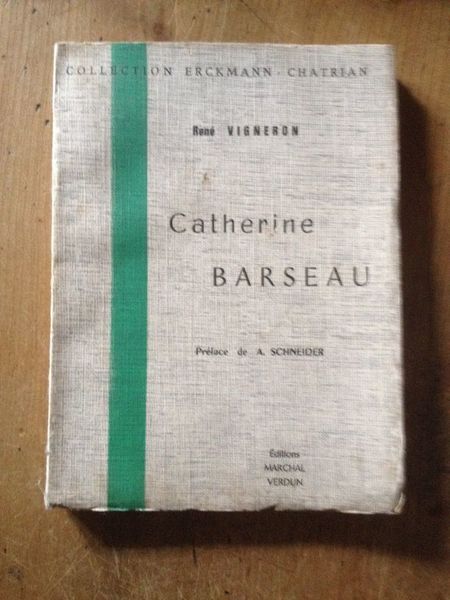 COLLECTION ERCKMANN - CHATRIAN
René VIGNERON
Catherine
BARSEAU
Préface de A. SCHNEIDER
Éditions
MARCHAL
VERDUN